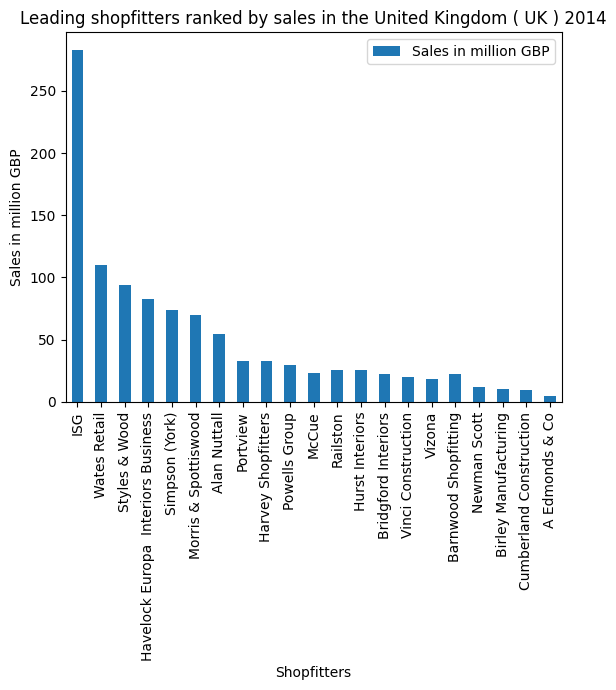 Leading shopfitters ranked by sales in the United Kingdom ( UK ) 2014
Sales in million GBP
Sales in million GBP
250
200
150
100
50
0
ISG
Wates Retail
Styles & Wood
Havelock Europa  Interiors Business
Simpson (York)
Morris & Spottiswood
Alan Nuttall
Portview
Harvey Shopfitters
Powells Group
McCue
Railston
Hurst Interiors
Bridgford Interiors
Vinci Construction
Vizona
Barnwood Shopfitting
Newman Scott
Birley Manufacturing
Cumberland Construction
A Edmonds & Co
Shopfitters